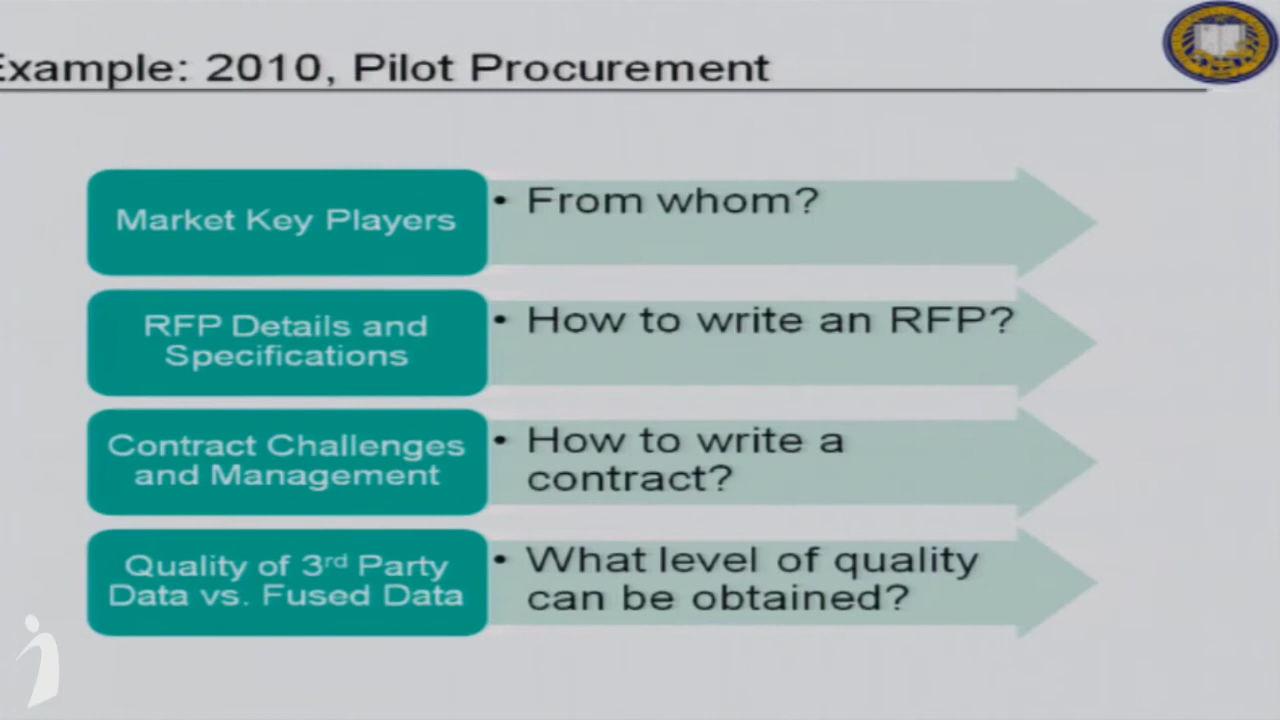 Example: 2010, Pilot Procurement
Market Key Players
• From whom?
RFP Details and
Specifications
• How to write an RFP?
Contract Challenges
and Management
• How to write a
contract?
Quality of 3rd Party
Data vs. Fused Data
• What level of quality
can be obtained?